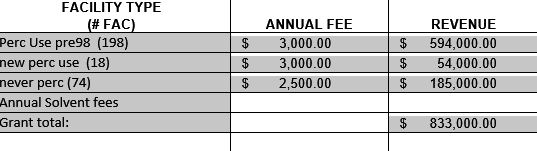 FACILITY TYPE
(# FAC) ANNUAL FEE REVENUE
Perc Use pre98 (198) $ 3,000.00 $ 594,000.00
new perc use (18) $ 3,000.00 $ 54,000.00
never perc (74) $ 2,500.00 $ 185,000.00
Annual Solvent fees
Grant total: $ 833,000.00